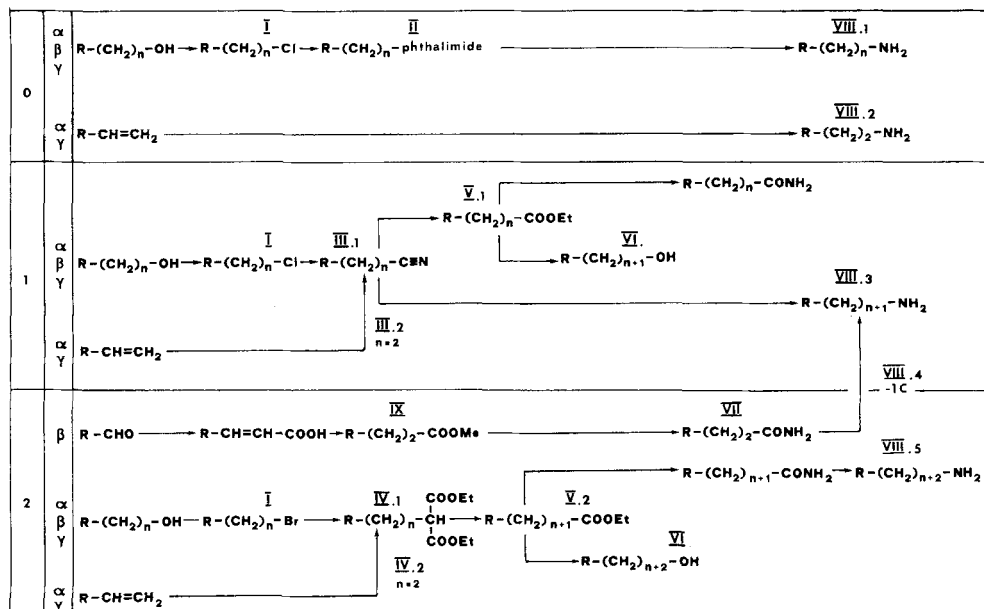 0
α
β
γ
R-(CH₂)ₙ-OH → I R-(CH₂)ₙ-Cl → II R-(CH₂)ₙ-phthalimide → VIII.1 R-(CH₂)ₙ-NH₂
α
γ
R-CH=CH₂ → VIII.2 R-(CH₂)₂-NH₂
1
R-(CH₂)ₙ-CONH₂
V.1
R-(CH₂)ₙ-COOEt
VI.
R-(CH₂)ₙ₊₁-OH
α
β
γ
R-(CH₂)ₙ-OH → I R-(CH₂)ₙ-Cl → III.1 R-(CH₂)ₙ-C≡N
VIII.3
R-(CH₂)ₙ₊₁-NH₂
III.2
n=2
α
γ
R-CH=CH₂
VIII.4
-1C
2
β
R-CHO → R-CH=CH-COOH → IX R-(CH₂)₂-COOMe → VII R-(CH₂)₂-CONH₂
VIII.5
R-(CH₂)ₙ₊₁-CONH₂ → R-(CH₂)ₙ₊₂-NH₂
α
β
γ
R-(CH₂)ₙ-OH — I R-(CH₂)ₙ-Br → IV.1 R-(CH₂)ₙ-CH
COOEt
COOEt
V.2
R-(CH₂)ₙ₊₁-COOEt
VI
R-(CH₂)ₙ₊₂-OH
IV.2
n=2
α
γ
R-CH=CH₂